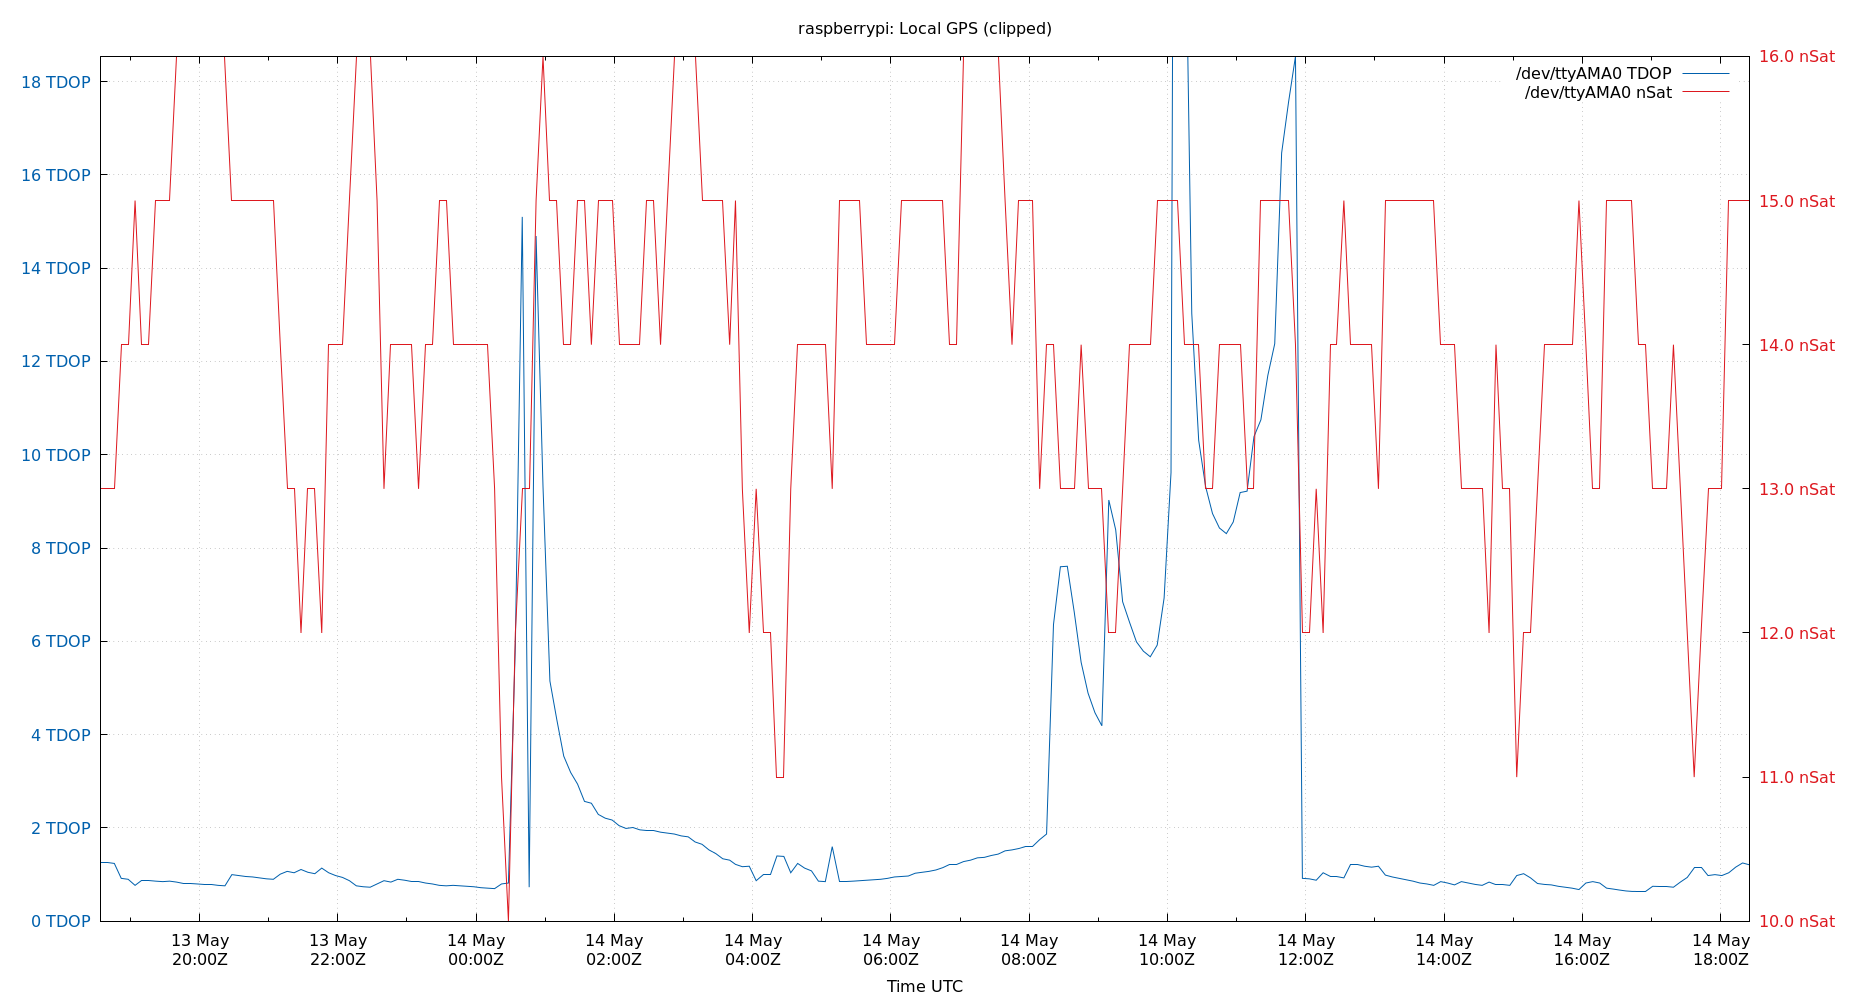 raspberrypi: Local GPS (clipped)
/dev/ttyAMA0 TDOP
/dev/ttyAMA0 nSat
18 TDOP
16 TDOP
14 TDOP
12 TDOP
10 TDOP
8 TDOP
6 TDOP
4 TDOP
2 TDOP
0 TDOP
16.0 nSat
15.0 nSat
14.0 nSat
13.0 nSat
12.0 nSat
11.0 nSat
10.0 nSat
13 May
20:00Z
13 May
22:00Z
14 May
00:00Z
14 May
02:00Z
14 May
04:00Z
14 May
06:00Z
14 May
08:00Z
14 May
10:00Z
14 May
12:00Z
14 May
14:00Z
14 May
16:00Z
14 May
18:00Z
Time UTC